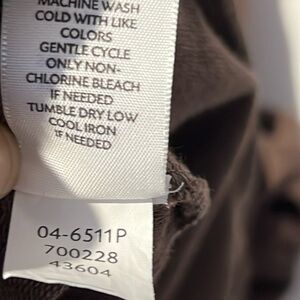 MACHINE WASH
COLD WITH LIKE
COLORS
GENTLE CYCLE
ONLY NON-
CHLORINE BLEACH
IF NEEDED
TUMBLE DRY LOW
COOL IRON
IF NEEDED
04-6511P
700228
43604